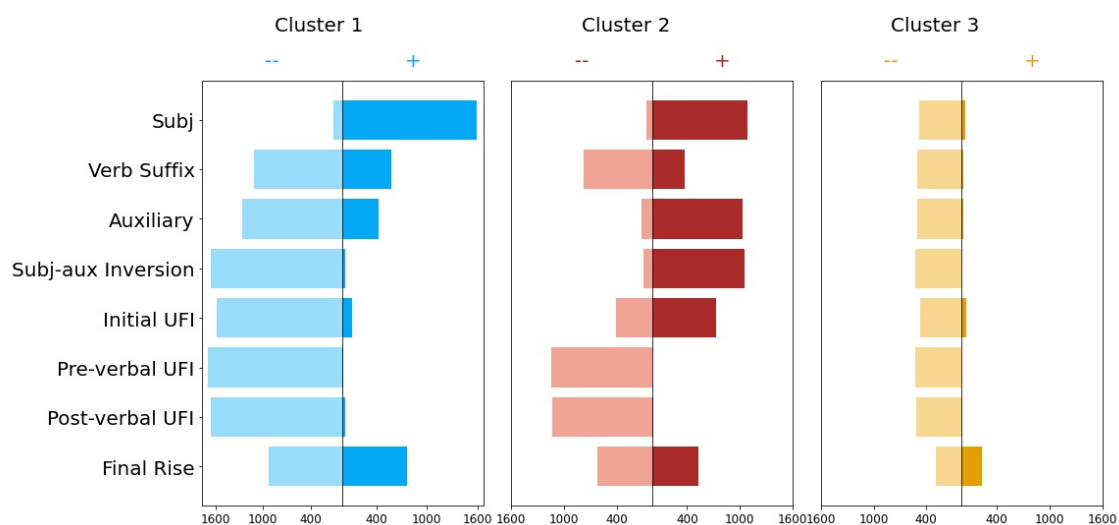 Cluster 1 Cluster 2 Cluster 3
-- + -- + -- +
Subj
Verb Suffix
Auxiliary
Subj-aux Inversion
Initial UFI
Pre-verbal UFI
Post-verbal UFI
Final Rise
1600 1000 400 400 1000 1600 1600 1000 400 400 1000 1600 1600 1000 400 400 1000 1600